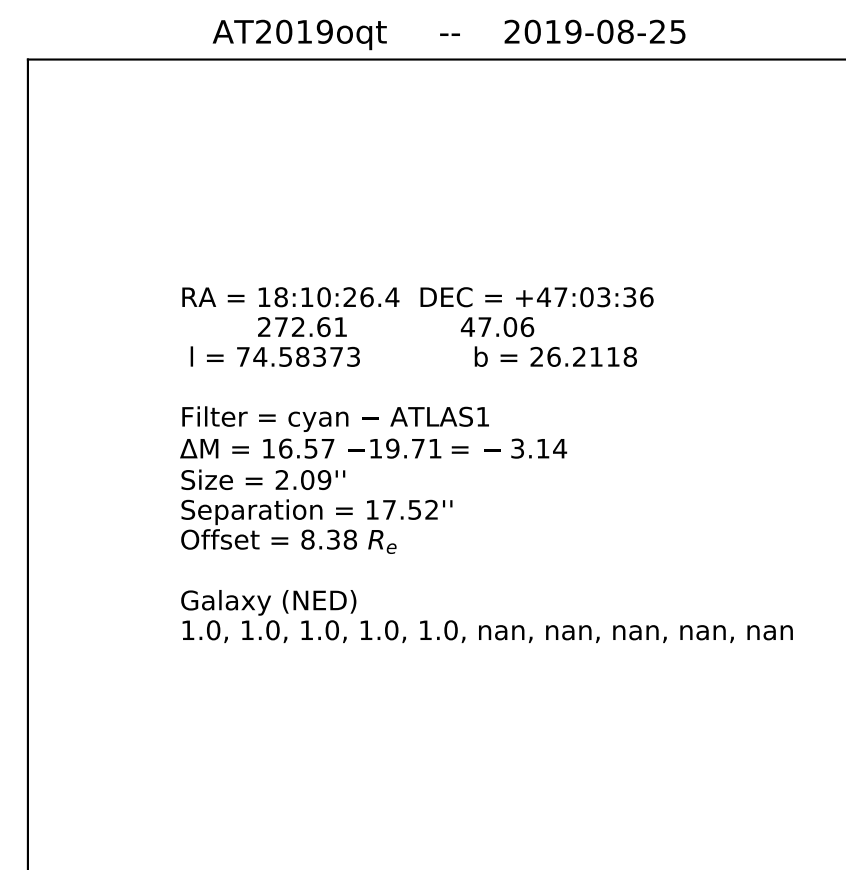 AT2019oqt -- 2019-08-25
RA = 18:10:26.4 DEC = +47:03:36
272.61 47.06
l = 74.58373 b = 26.2118
Filter = cyan − ATLAS1
ΔM = 16.57 −19.71 = − 3.14
Size = 2.09''
Separation = 17.52''
Offset = 8.38 Rₑ
Galaxy (NED)
1.0, 1.0, 1.0, 1.0, 1.0, nan, nan, nan, nan, nan